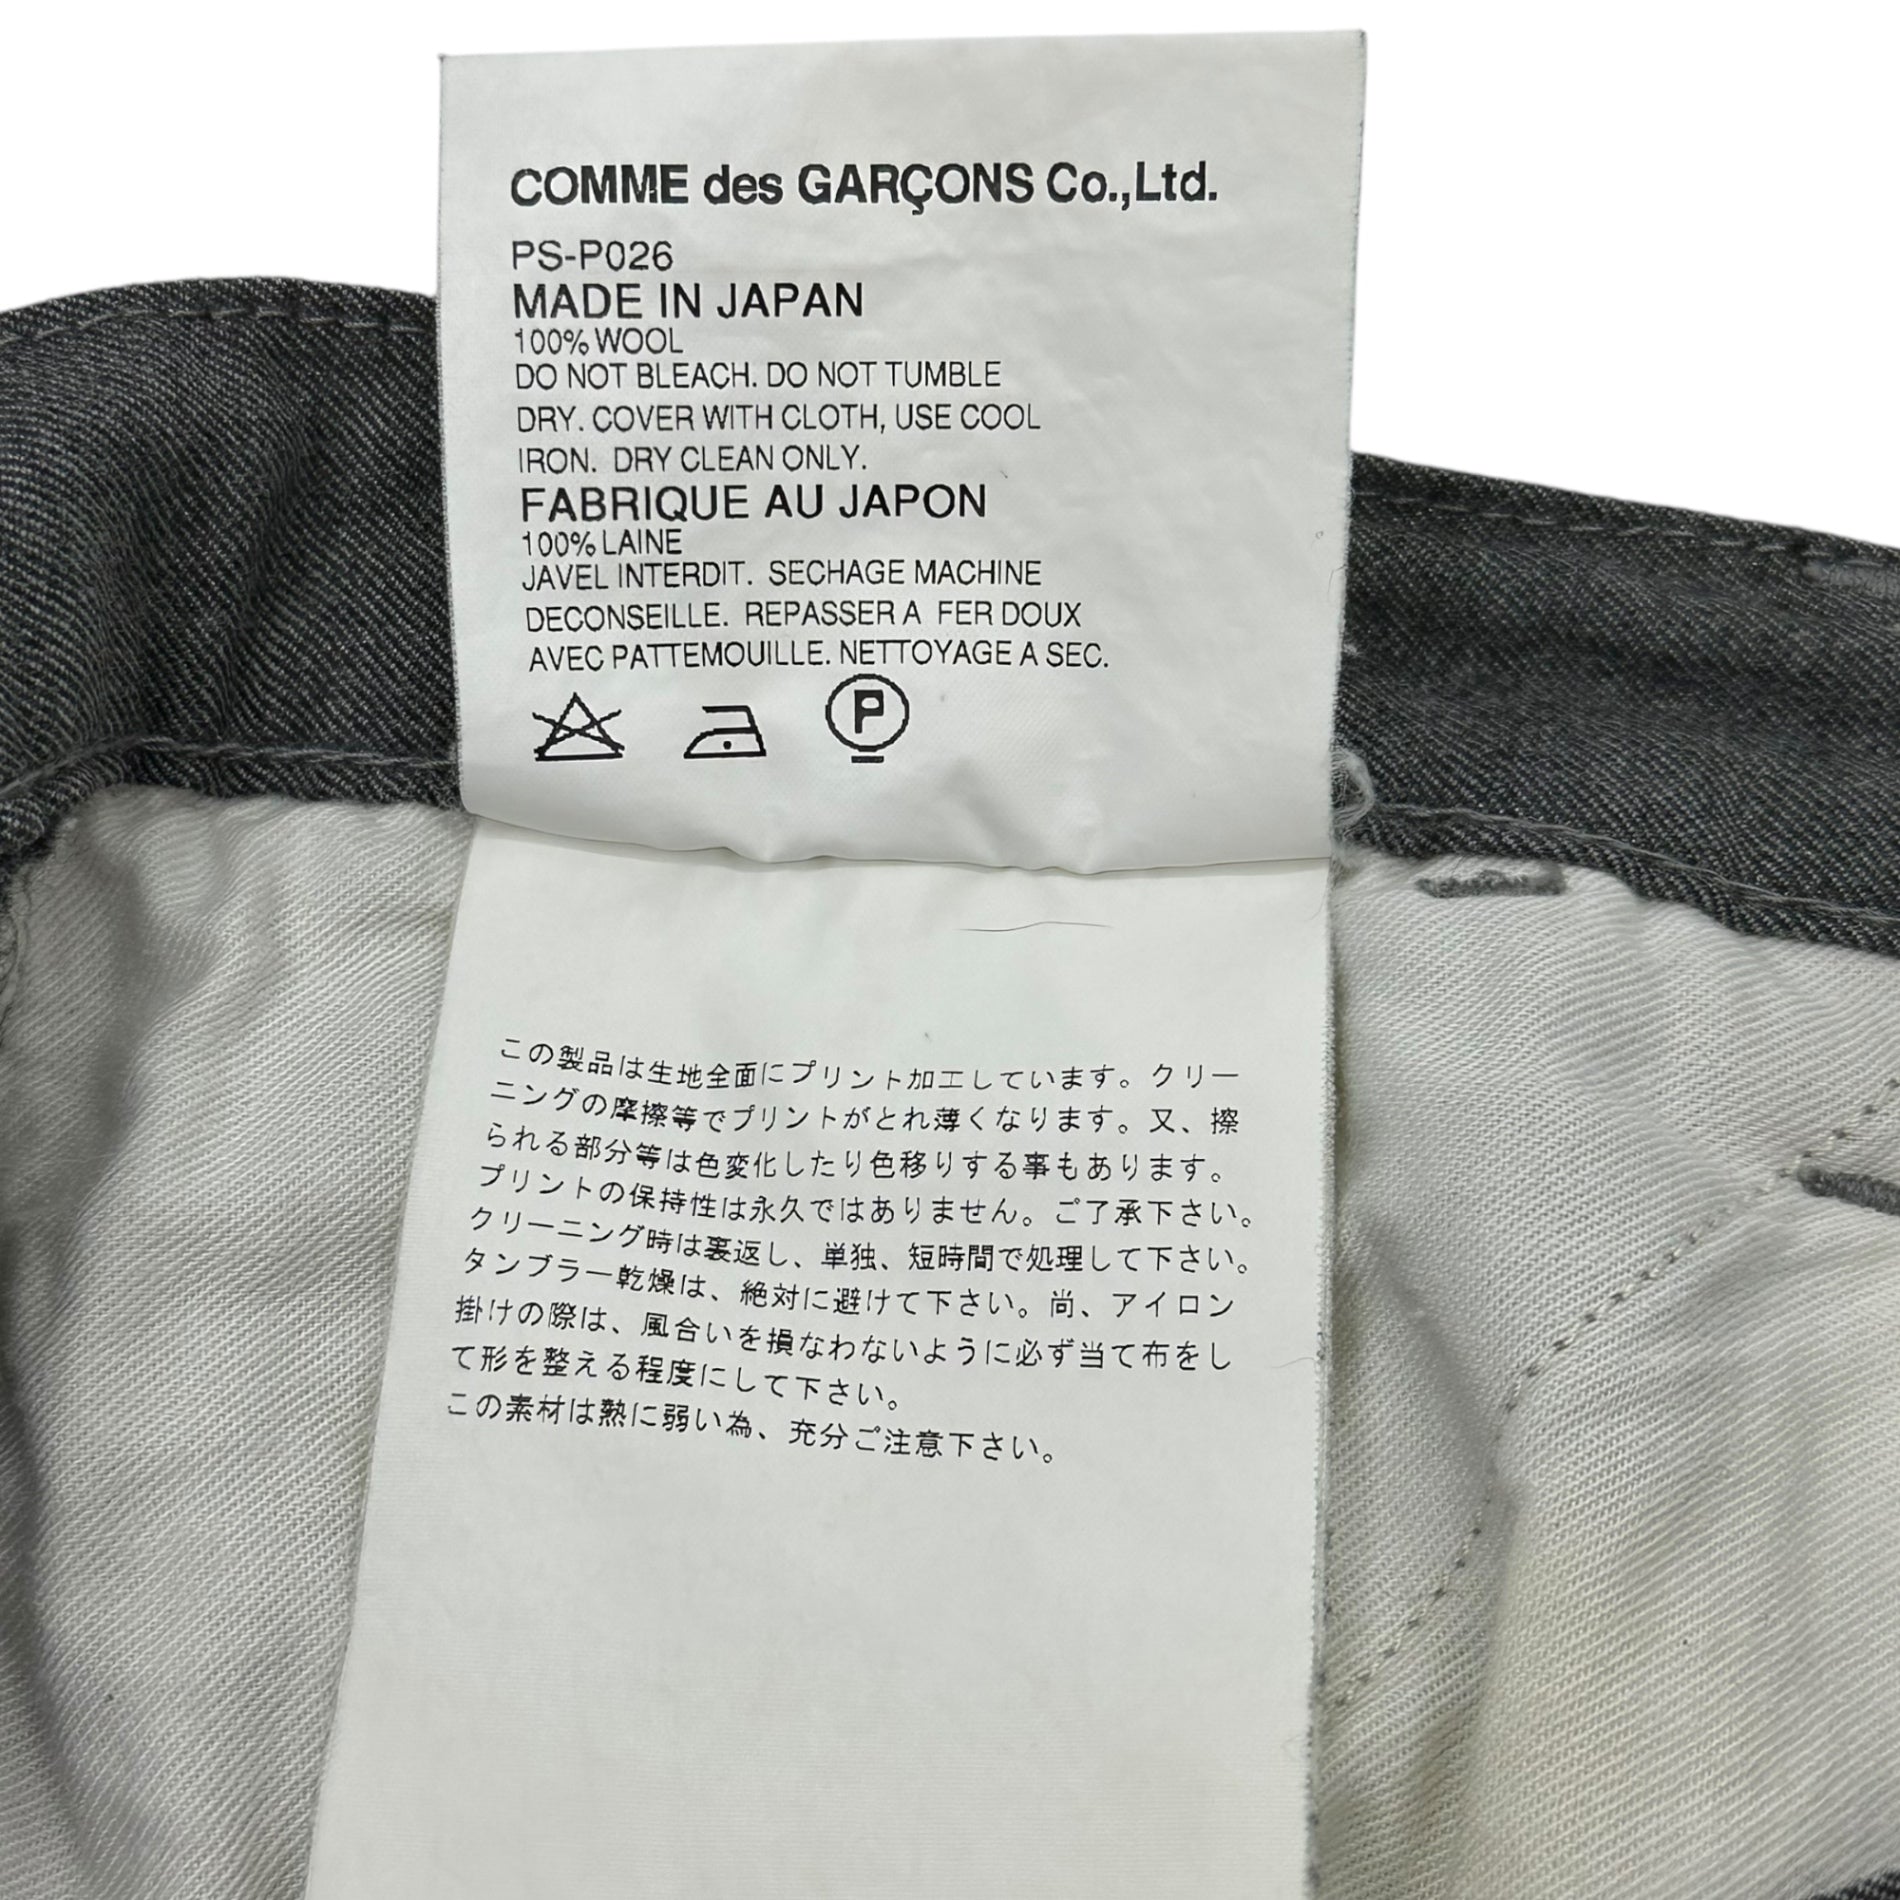 COMME des GARÇONS Co.,Ltd.
PS-P026
MADE IN JAPAN
100% WOOL
DO NOT BLEACH. DO NOT TUMBLE
DRY. COVER WITH CLOTH, USE COOL
IRON. DRY CLEAN ONLY.
FABRIQUE AU JAPON
100% LAINE
JAVEL INTERDIT. SECHAGE MACHINE
DECONSEILLE. REPASSER A FER DOUX
AVEC PATTEMOUILLE. NETTOYAGE A SEC.
P
この製品は生地全面にプリント加工しています。クリー
ニングの摩擦等でプリントがとれ薄くなります。又、擦
られる部分等は色変化したり色移りする事もあります。
プリントの保持性は永久ではありません。ご了承下さい。
クリーニング時は裏返し、単独、短時間で処理して下さい。
タンブラー乾燥は、絶対に避けて下さい。尚、アイロン
掛けの際は、風合いを損なわないように必ず当て布をし
て形を整える程度にして下さい。
この素材は熱に弱い為、充分ご注意下さい。